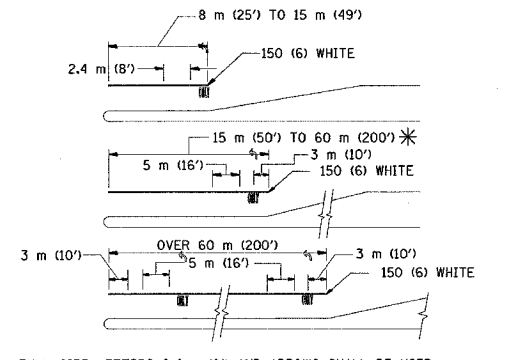 8 m (25') TO 15 m (49')
150 (6) WHITE
2.4 m (8')
15 m (50') TO 60 m (200') *
3 m (10')
5 m (16')
150 (6) WHITE
OVER 60 m (200')
3 m (10')
3 m (10')
5 m (16')
150 (6) WHITE